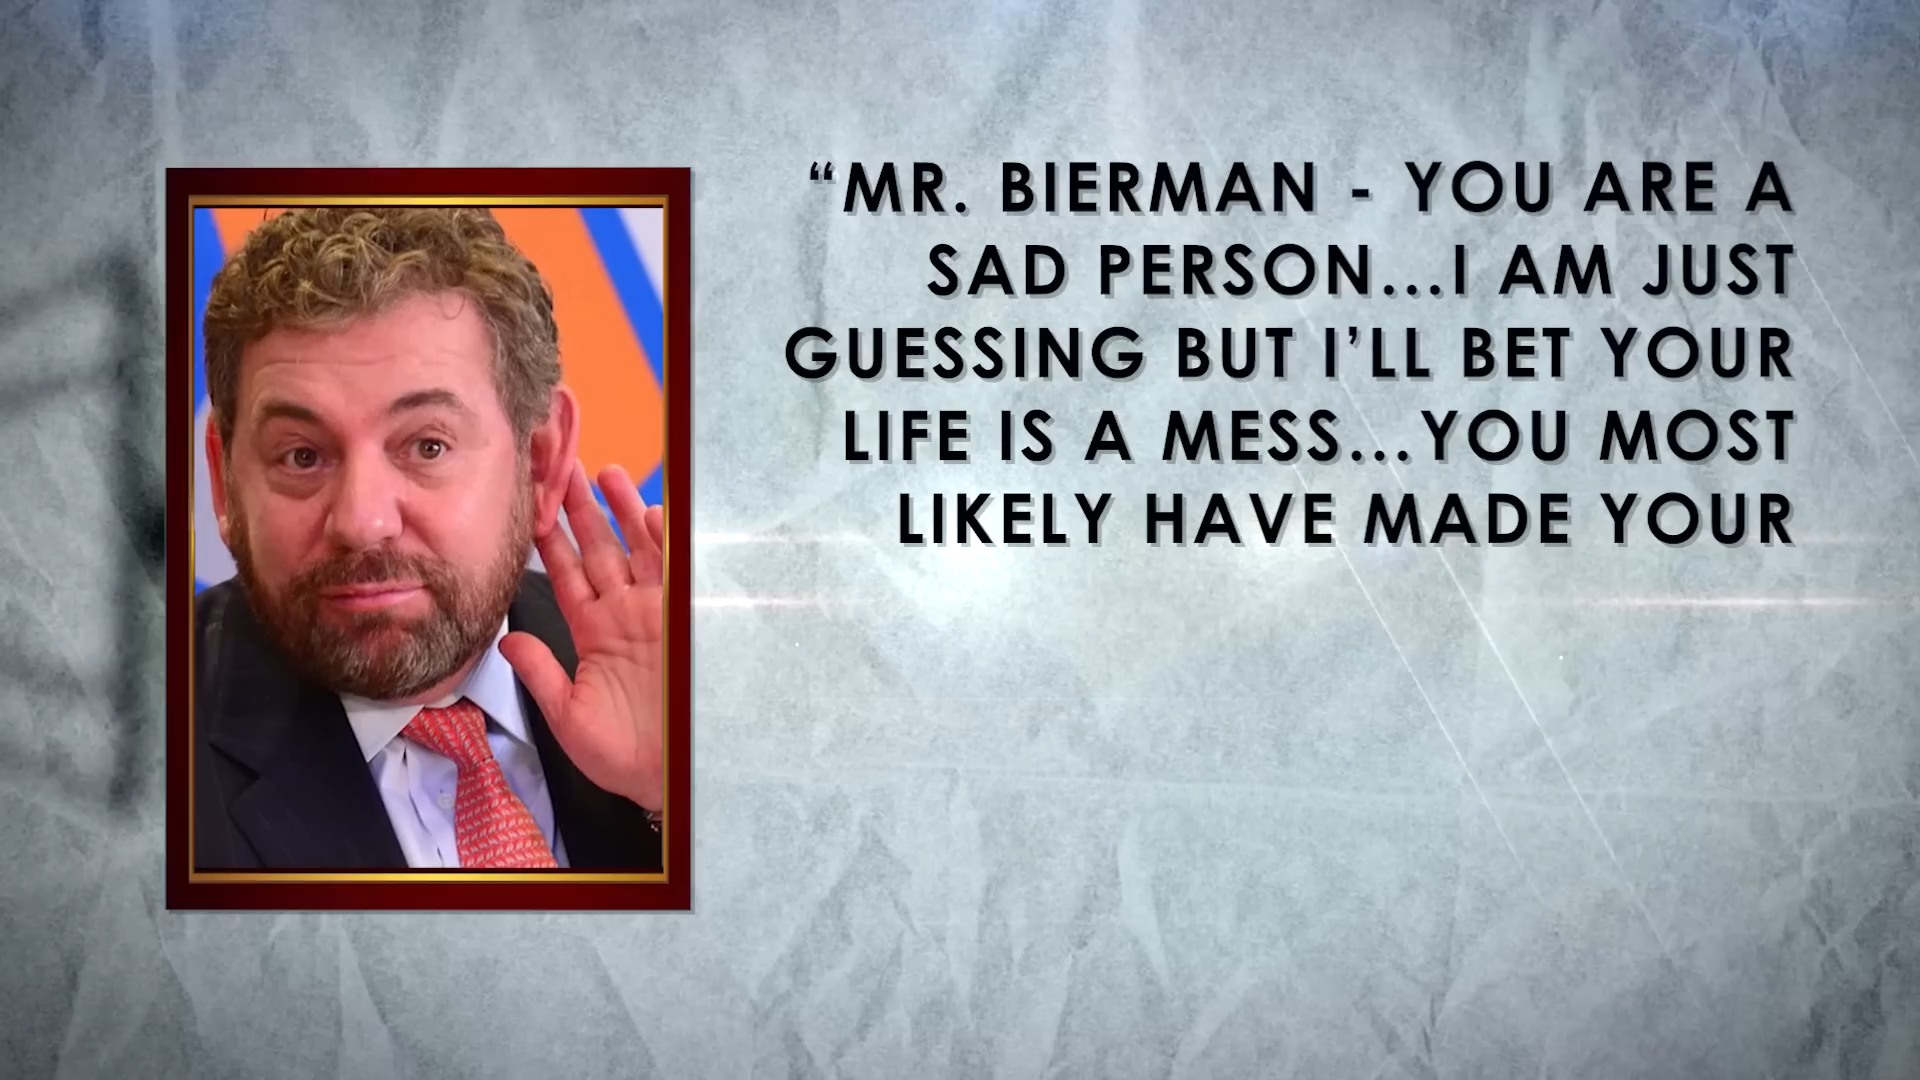 “MR. BIERMAN - YOU ARE A
SAD PERSON...I AM JUST
GUESSING BUT I’LL BET YOUR
LIFE IS A MESS...YOU MOST
LIKELY HAVE MADE YOUR